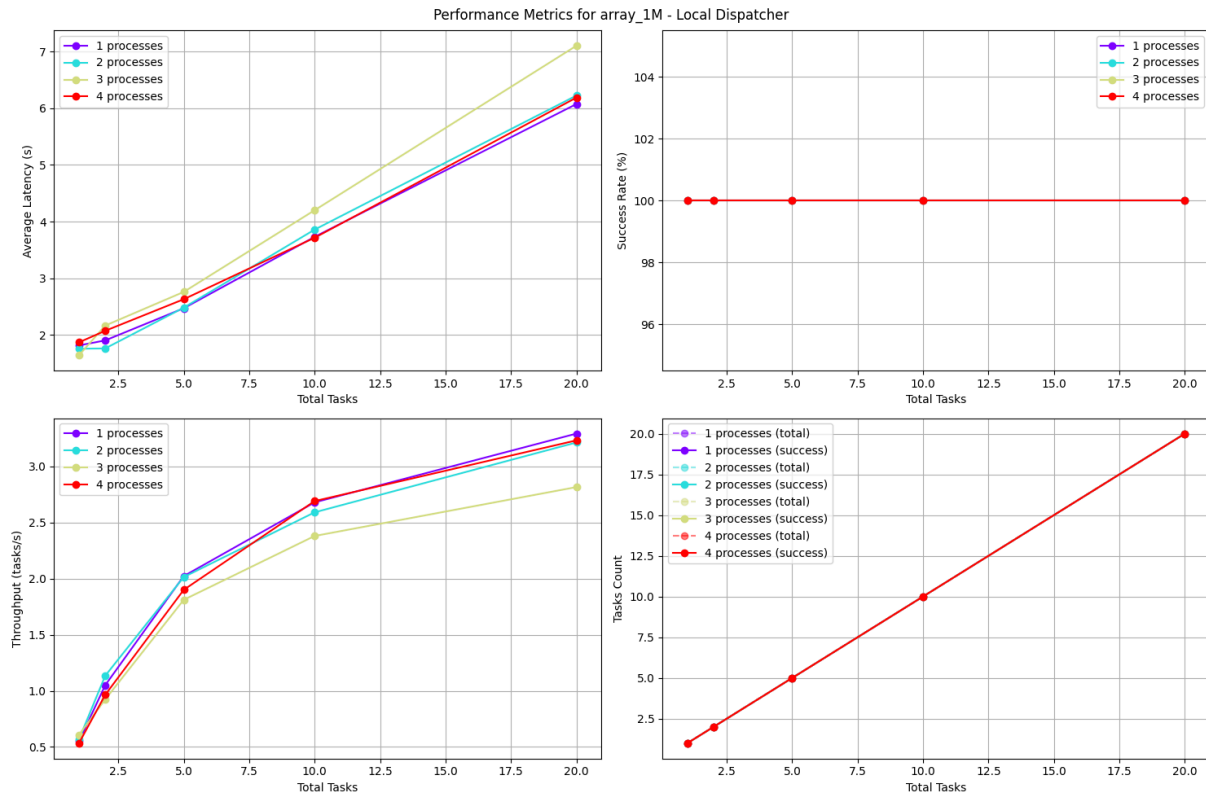 Performance Metrics for array_1M - Local Dispatcher
7
6
5
4
3
2
Average Latency (s)
1 processes
2 processes
3 processes
4 processes
2.5
5.0
7.5
10.0
12.5
15.0
17.5
20.0
Total Tasks
104
102
100
98
96
Success Rate (%)
1 processes
2 processes
3 processes
4 processes
2.5
5.0
7.5
10.0
12.5
15.0
17.5
20.0
Total Tasks
3.0
2.5
2.0
1.5
1.0
0.5
Throughput (tasks/s)
1 processes
2 processes
3 processes
4 processes
2.5
5.0
7.5
10.0
12.5
15.0
17.5
20.0
Total Tasks
20.0
17.5
15.0
12.5
10.0
7.5
5.0
2.5
Tasks Count
1 processes (total)
1 processes (success)
2 processes (total)
2 processes (success)
3 processes (total)
3 processes (success)
4 processes (total)
4 processes (success)
2.5
5.0
7.5
10.0
12.5
15.0
17.5
20.0
Total Tasks